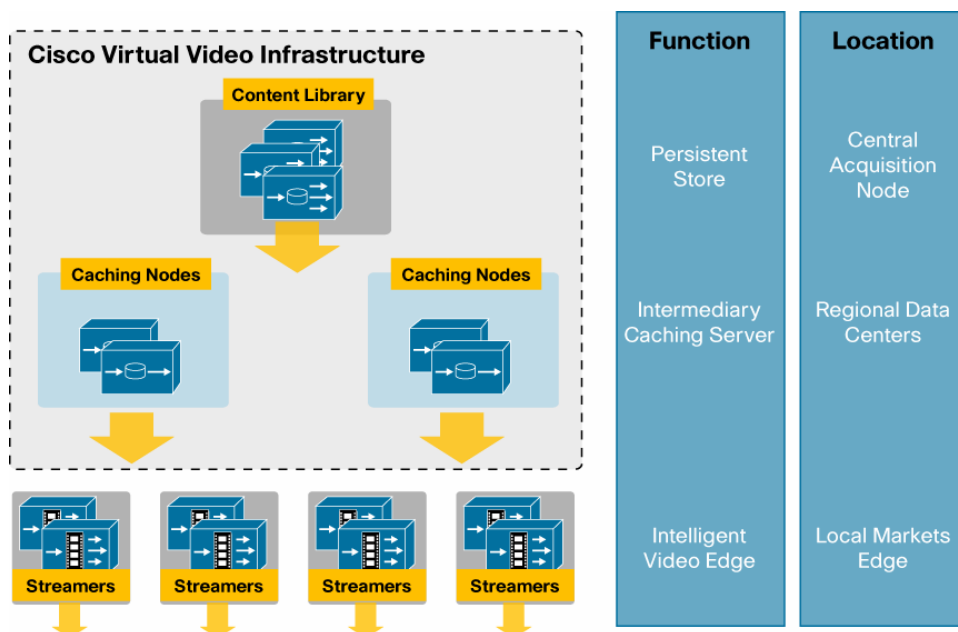 Cisco Virtual Video Infrastructure
Content Library
Caching Nodes
Caching Nodes
Streamers
Streamers
Streamers
Streamers
Function
Persistent
Store
Intermediary
Caching Server
Intelligent
Video Edge
Location
Central
Acquisition
Node
Regional Data
Centers
Local Markets
Edge